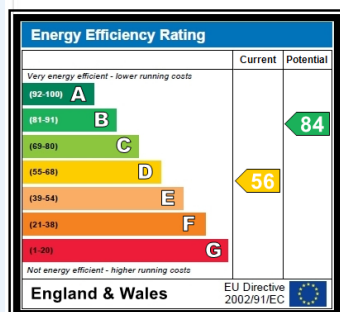 Energy Efficiency Rating
Current Potential
Very energy efficient - lower running costs
(92-100) A
(81-91) B
84
(69-80) C
(55-68) D
56
(39-54) E
(21-38) F
(1-20) G
Not energy efficient - higher running costs
England & Wales
EU Directive
2002/91/EC